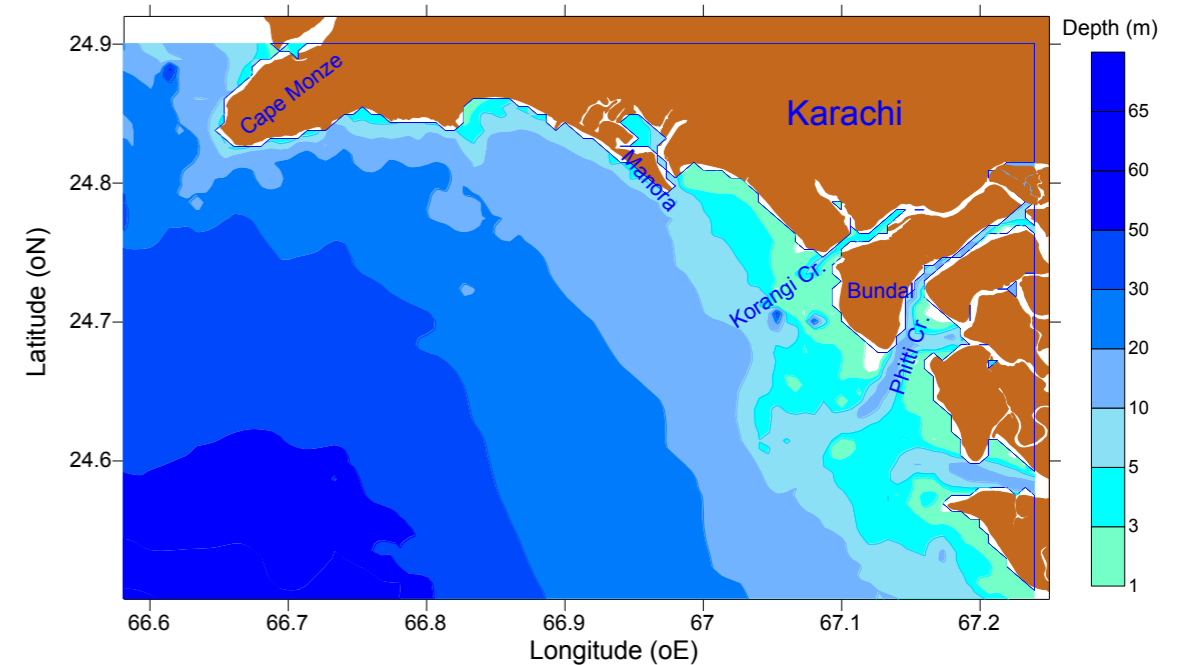 Depth (m)
24.9
Cape Monze
Karachi
65
60
Manora
24.8
50
Latitude (oN)
Korangi Cr.
Bundal
30
24.7
Phitti Cr.
20
10
24.6
5
3
1
66.6
66.7
66.8
66.9
67
67.1
67.2
Longitude (oE)